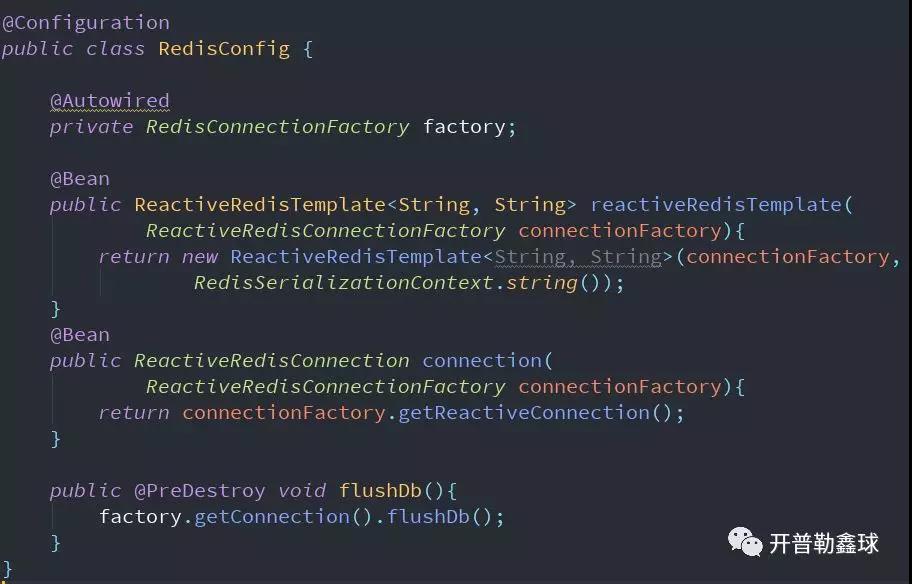 @Configuration
public class RedisConfig {
@Autowired
private RedisConnectionFactory factory;
@Bean
public ReactiveRedisTemplate<String, String> reactiveRedisTemplate(
ReactiveRedisConnectionFactory connectionFactory){
return new ReactiveRedisTemplate<String, String>(connectionFactory,
RedisSerializationContext.string());
}
@Bean
public ReactiveRedisConnection connection(
ReactiveRedisConnectionFactory connectionFactory){
return connectionFactory.getReactiveConnection();
}
public @PreDestroy void flushDb(){
factory.getConnection().flushDb();
}
}
开普勒鑫球